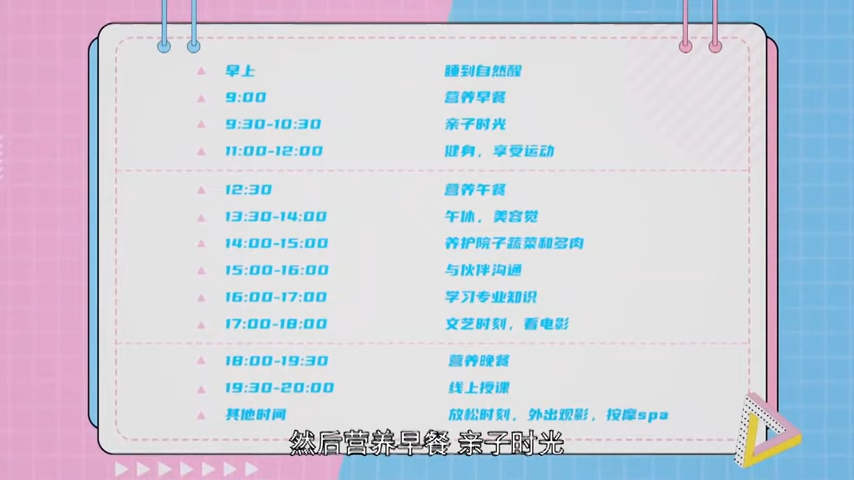 早上 睡到自然醒
9:00 营养早餐
9:30-10:30 亲子时光
11:00-12:00 健身，享受运动
12:30 营养午餐
13:30-14:00 午休，美容觉
14:00-15:00 养护院子蔬菜和多肉
15:00-16:00 与伙伴沟通
16:00-17:00 学习专业知识
17:00-18:00 文艺时刻，看电影
18:00-19:30 营养晚餐
19:30-20:00 线上授课
其他时间 放松时刻，外出观影，按摩spa
然后营养早餐 亲子时光